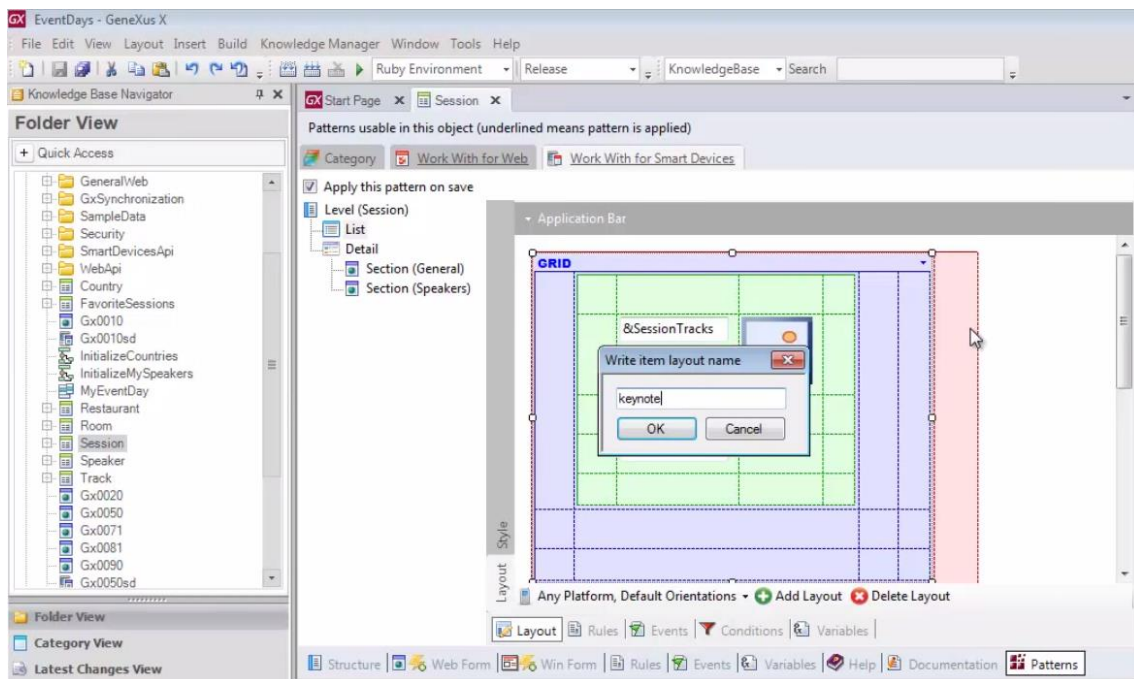 GX EventDays - GeneXus X
File Edit View Layout Insert Build Knowledge Manager Window Tools Help
Ruby Environment Release KnowledgeBase Search
Knowledge Base Navigator
GX Start Page Session
Folder View
Patterns usable in this object (underlined means pattern is applied)
Quick Access
Category Work With for Web Work With for Smart Devices
Apply this pattern on save
GeneralWeb
GxSynchronization
SampleData
Security
SmartDevicesApi
WebApi
Country
FavoriteSessions
Gx0010
Gx0010sd
InitializeCountries
InitializeMySpeakers
MyEventDay
Restaurant
Room
Session
Speaker
Track
Gx0020
Gx0050
Gx0071
Gx0081
Gx0090
Gx0050sd
Level (Session)
List
Detail
Section (General)
Section (Speakers)
Application Bar
GRID
&SessionTracks
Write item layout name
keynote
OK Cancel
Style
Layout
Any Platform, Default Orientations Add Layout Delete Layout
Layout Rules Events Conditions Variables
Folder View
Category View
Latest Changes View
Structure Web Form Win Form Rules Events Variables Help Documentation Patterns